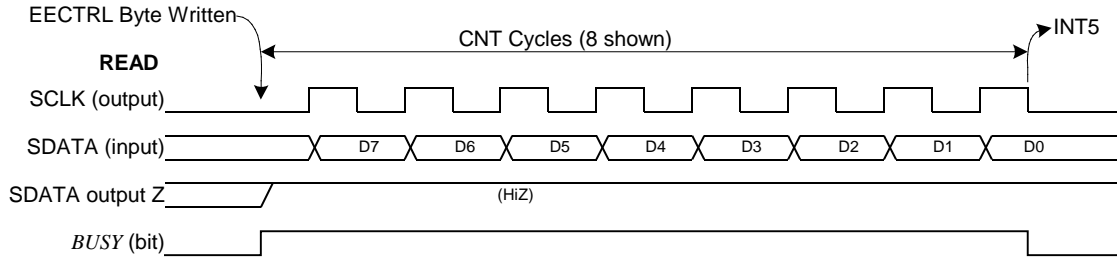 EECTRL Byte Written
INT5
CNT Cycles (8 shown)
READ
SCLK (output)
SDATA (input) D7 D6 D5 D4 D3 D2 D1 D0
SDATA output Z (HiZ)
BUSY (bit)